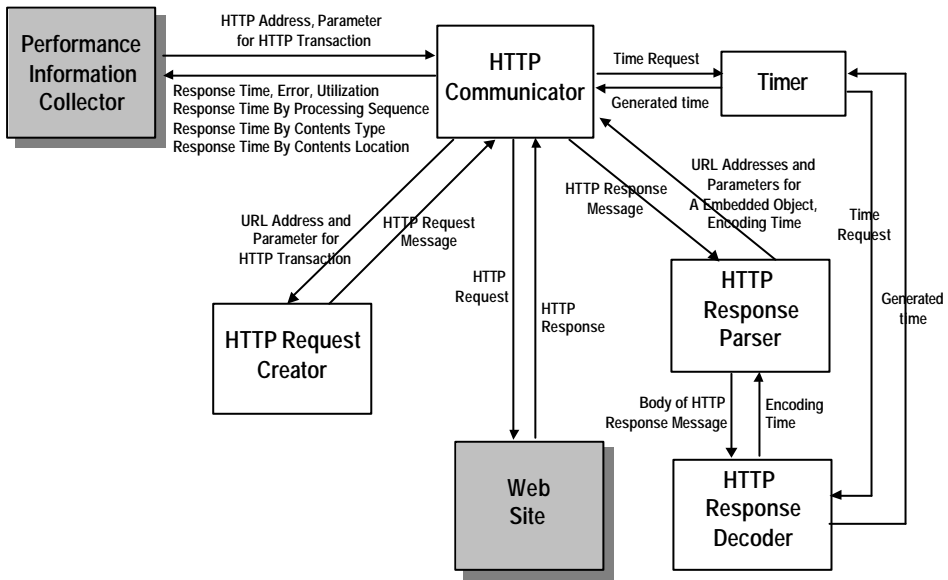 Performance
Information
Collector
HTTP Address, Parameter
for HTTP Transaction
Response Time, Error, Utilization
Response Time By Processing Sequence
Response Time By Contents Type
Response Time By Contents Location
HTTP
Communicator
Time Request
Generated time
Timer
URL Address and
Parameter for
HTTP Transaction
HTTP Request
Message
HTTP Response
Message
URL Addresses and
Parameters for
A Embedded Object,
Encoding Time
Time
Request
Generated
time
HTTP
Request
HTTP
Response
HTTP Request
Creator
HTTP
Response
Parser
Body of HTTP
Response Message
Encoding
Time
Web
Site
HTTP
Response
Decoder